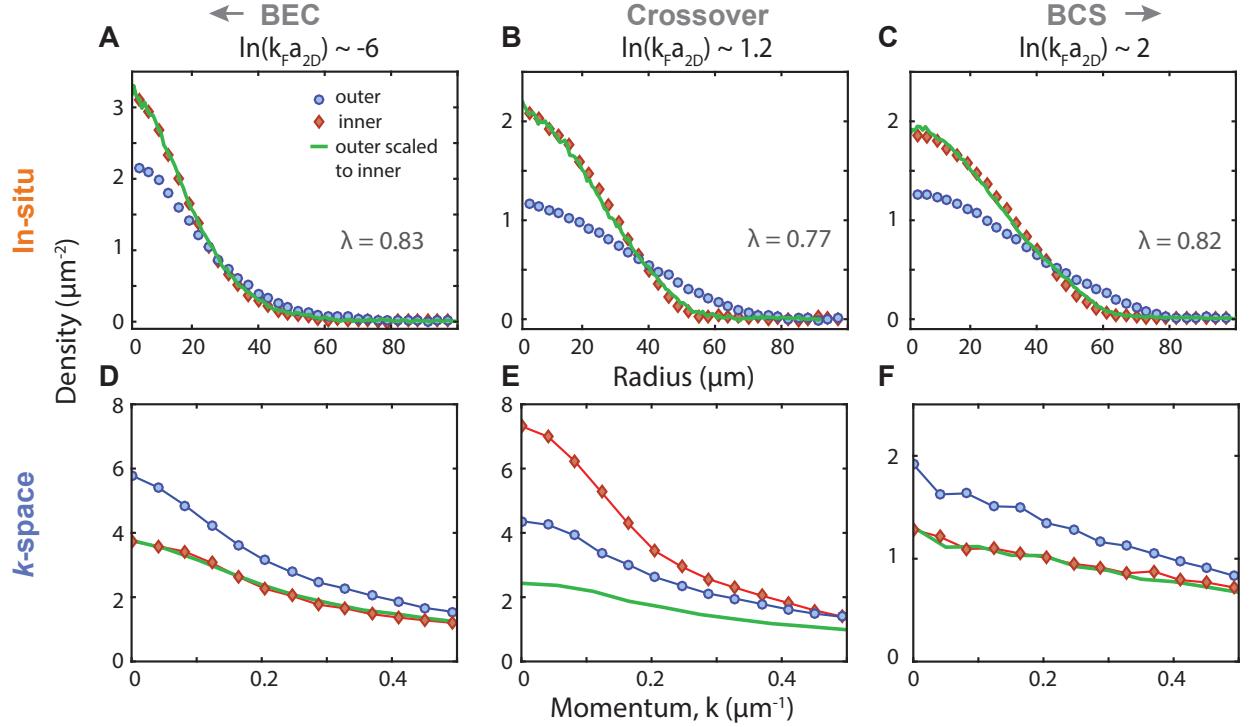 ← BEC
Crossover
BCS →
A
ln(kFa2D) ~ -6
B
ln(kFa2D) ~ 1.2
C
ln(kFa2D) ~ 2
outer
inner
outer scaled
to inner
λ = 0.83
λ = 0.77
λ = 0.82
3
2
1
0
2
1
0
2
1
0
0 20 40 60 80
0 20 40 60 80
0 20 40 60 80
In-situ
Density (μm⁻²)
Radius (μm)
D
E
F
8
6
4
2
0
8
6
4
2
0
2
1
0
0 0.2 0.4
0 0.2 0.4
0 0.2 0.4
k-space
Momentum, k (μm⁻¹)